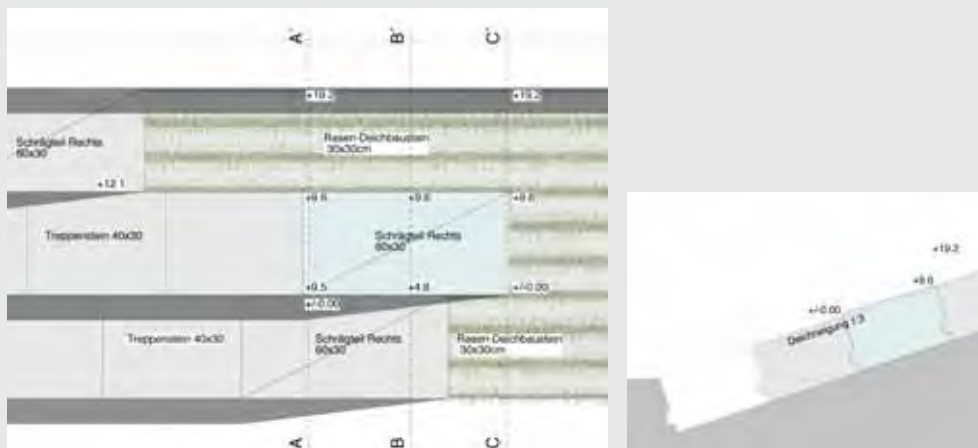 A'
B'
C'
+19.2
+19.2
Schrägteil Rechts
60x30
Rasen-Deichbaustein
30x30cm
+12.1
+9.6
+9.6
+9.6
Treppenstein 40x30
Schrägteil Rechts
60x30
+9.5
+4.8
+/-0.00
+/-0.00
Treppenstein 40x30
Schrägteil Rechts
60x30
Rasen-Deichbaustein
30x30cm
A
B
C
+19.2
+9.6
+/-0.00
Deichneigung 1:3